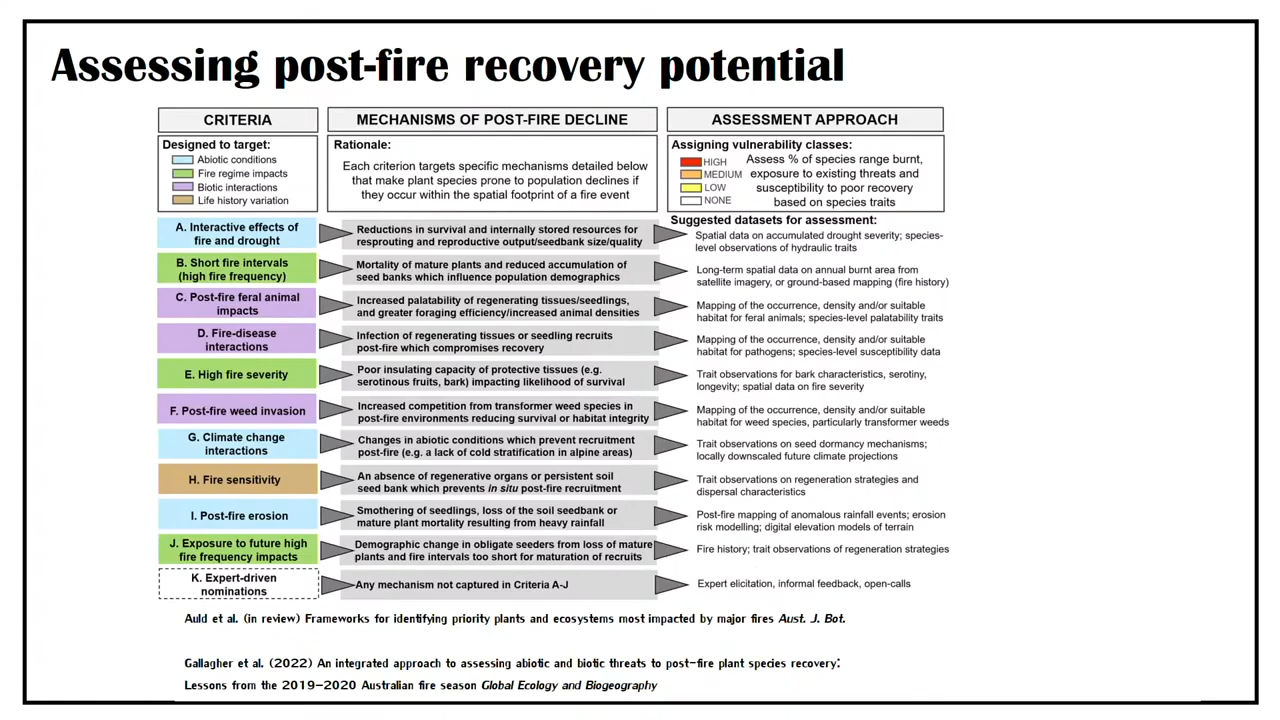 Assessing post-fire recovery potential
CRITERIA
MECHANISMS OF POST-FIRE DECLINE
ASSESSMENT APPROACH
Designed to target:
Abiotic conditions
Fire regime impacts
Biotic interactions
Life history variation
Rationale:
Each criterion targets specific mechanisms detailed below
that make plant species prone to population declines if
they occur within the spatial footprint of a fire event
Assigning vulnerability classes:
HIGH
MEDIUM
LOW
NONE
Assess % of species range burnt,
exposure to existing threats and
susceptibility to poor recovery
based on species traits
Suggested datasets for assessment:
A. Interactive effects of
fire and drought
Reductions in survival and internally stored resources for
resprouting and reproductive output/seedbank size/quality
Spatial data on accumulated drought severity; species-
level observations of hydraulic traits
B. Short fire intervals
(high fire frequency)
Mortality of mature plants and reduced accumulation of
seed banks which influence population demographics
Long-term spatial data on annual burnt area from
satellite imagery, or ground-based mapping (fire history)
C. Post-fire feral animal
impacts
Increased palatability of regenerating tissues/seedlings,
and greater foraging efficiency/increased animal densities
Mapping of the occurrence, density and/or suitable
habitat for feral animals; species-level palatability traits
D. Fire-disease
interactions
Infection of regenerating tissues or seedling recruits
post-fire which compromises recovery
Mapping of the occurrence, density and/or suitable
habitat for pathogens; species-level susceptibility data
E. High fire severity
Poor insulating capacity of protective tissues (e.g.
serotinous fruits, bark) impacting likelihood of survival
Trait observations for bark characteristics, serotiny,
longevity; spatial data on fire severity
F. Post-fire weed invasion
Increased competition from transformer weed species in
post-fire environments reducing survival or habitat integrity
Mapping of the occurrence, density and/or suitable
habitat for weed species, particularly transformer weeds
G. Climate change
interactions
Changes in abiotic conditions which prevent recruitment
post-fire (e.g. a lack of cold stratification in alpine areas)
Trait observations on seed dormancy mechanisms;
locally downscaled future climate projections
H. Fire sensitivity
An absence of regenerative organs or persistent soil
seed bank which prevents in situ post-fire recruitment
Trait observations on regeneration strategies and
dispersal characteristics
I. Post-fire erosion
Smothering of seedlings, loss of the soil seedbank or
mature plant mortality resulting from heavy rainfall
Post-fire mapping of anomalous rainfall events; erosion
risk modelling; digital elevation models of terrain
J. Exposure to future high
fire frequency impacts
Demographic change in obligate seeders from loss of mature
plants and fire intervals too short for maturation of recruits
Fire history; trait observations of regeneration strategies
K. Expert-driven
nominations
Any mechanism not captured in Criteria A-J
Expert elicitation, informal feedback, open-calls
Auld et al. (in review) Frameworks for identifying priority plants and ecosystems most impacted by major fires Aust. J. Bot.
Gallagher et al. (2022) An integrated approach to assessing abiotic and biotic threats to post-fire plant species recovery:
Lessons from the 2019–2020 Australian fire season Global Ecology and Biogeography